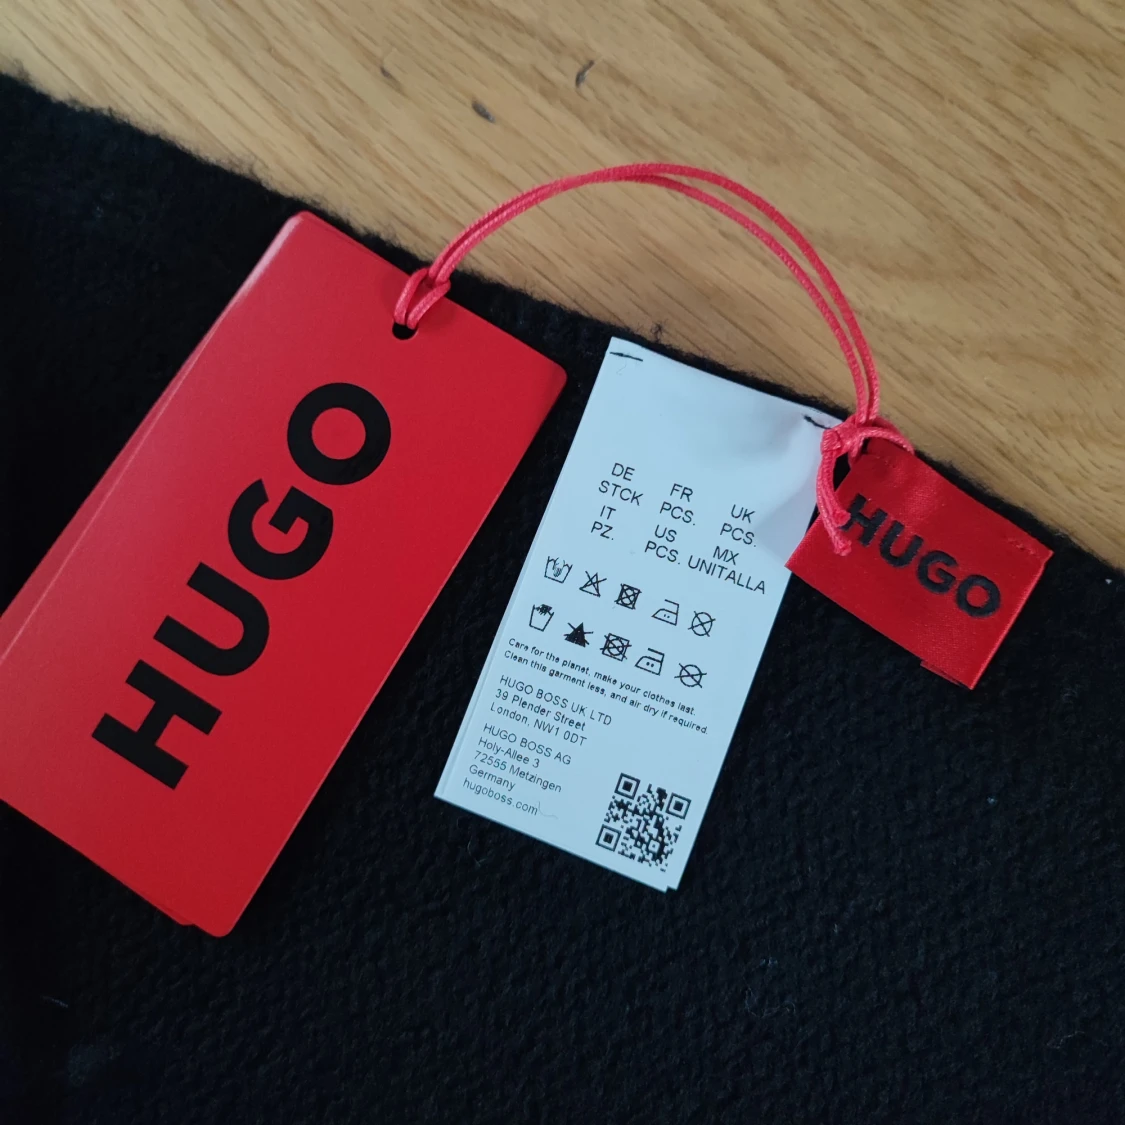 HUGO
DE FR UK
STCK PCS. PCS.
IT US MX
PZ. PCS. UNITALLA
Care for the planet, make your clothes last.
Clean this garment less, and air dry if required.
HUGO BOSS UK LTD
39 Plender Street
London, NW1 0DT
HUGO BOSS AG
Holy-Allee 3
72555 Metzingen
Germany
hugoboss.com
HUGO